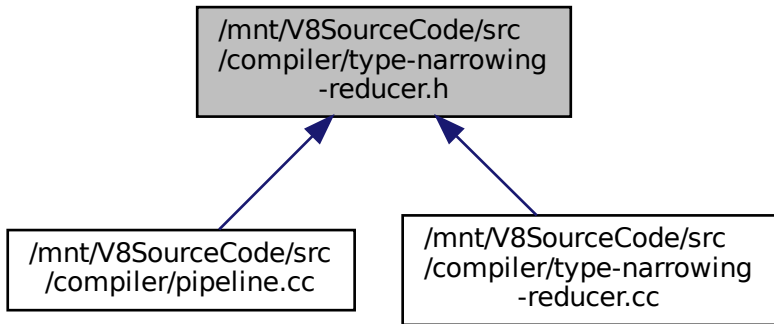 /mnt/V8SourceCode/src
/compiler/type-narrowing
-reducer.h
/mnt/V8SourceCode/src
/compiler/pipeline.cc
/mnt/V8SourceCode/src
/compiler/type-narrowing
-reducer.cc